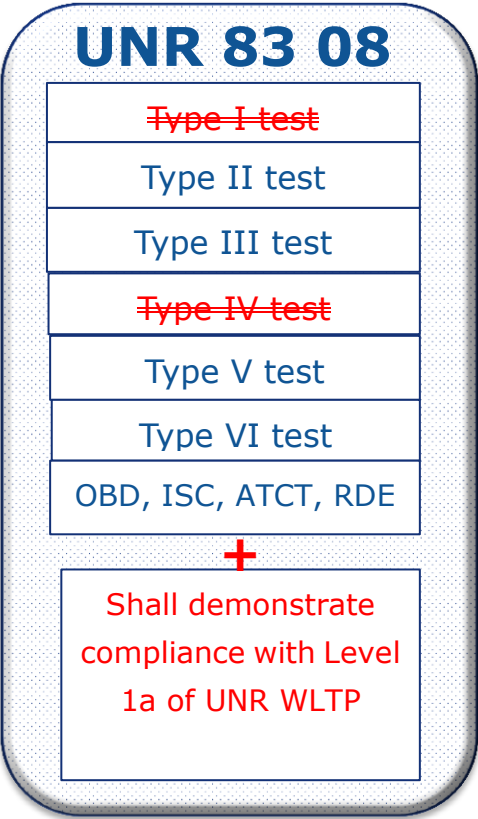 UNR 83 08
Type I test
Type II test
Type III test
Type IV test
Type V test
Type VI test
OBD, ISC, ATCT, RDE
+
Shall demonstrate
compliance with Level
1a of UNR WLTP